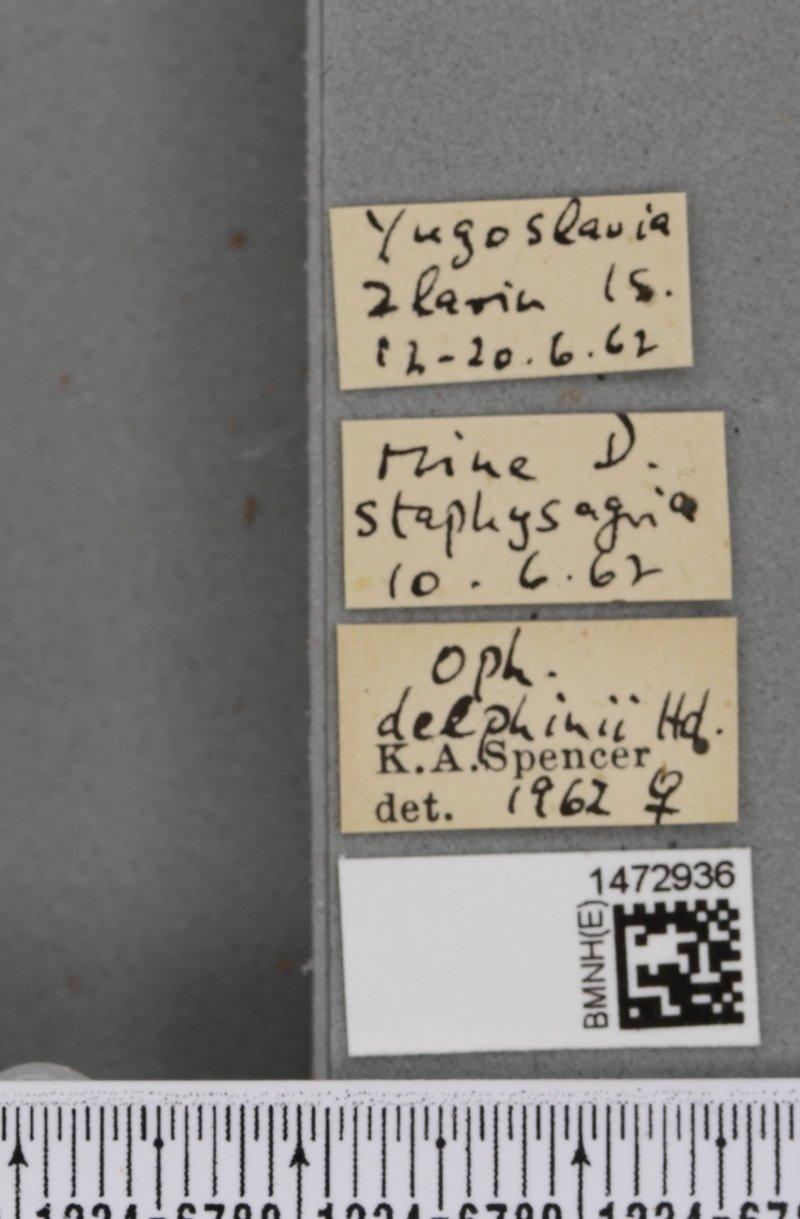 Yugoslavia
Zlarin Is.
12-20.6.62
Mine D.
staphysagria
10.6.62
Oph.
delphinii Hd.
K.A.Spencer
det. 1962 ♀
1472936
BMNH(E)